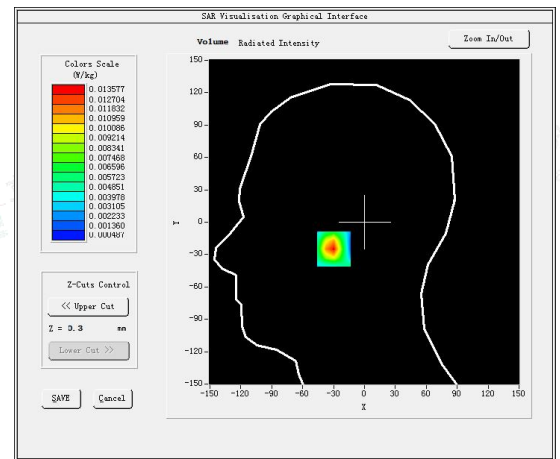 SAR Visualisation Graphical Interface
Volume Radiated Intensity
Zoom In/Out
Colors Scale
(W/kg)
0.013577
0.012704
0.011832
0.010959
0.010086
0.009214
0.008341
0.007468
0.006596
0.005723
0.004851
0.003978
0.003105
0.002233
0.001360
0.000487
Z-Cuts Control
<< Upper Cut
Z = 0.3 mm
Lower Cut >>
SAVE
Cancel
150
120
90
60
30
0
-30
-60
-90
-120
-150
Y
-150 -120 -90 -60 -30 0 30 60 90 120 150
X